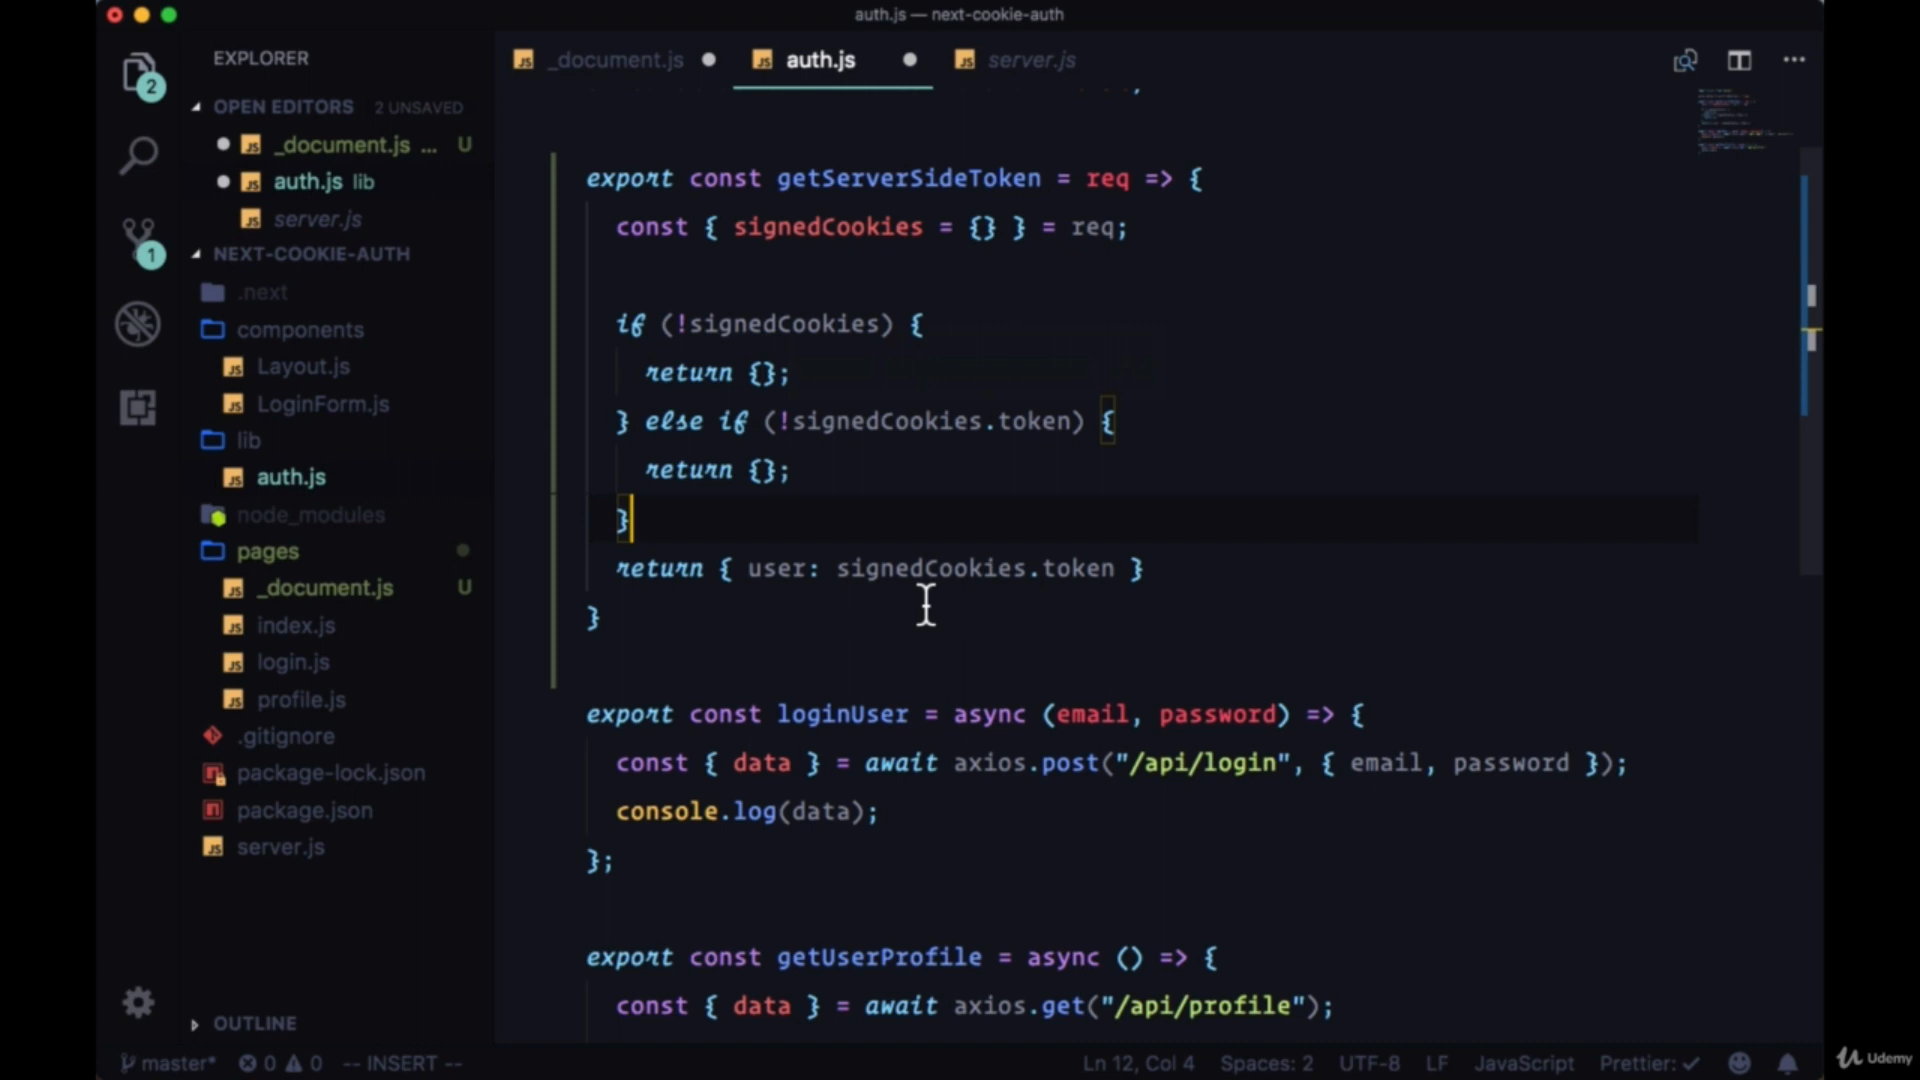 auth.js — next-cookie-auth
EXPLORER
OPEN EDITORS 2 UNSAVED
_document.js ... U
auth.js lib
server.js
NEXT-COOKIE-AUTH
.next
components
Layout.js
LoginForm.js
lib
auth.js
node_modules
pages
_document.js U
index.js
login.js
profile.js
.gitignore
package-lock.json
package.json
server.js
OUTLINE
2
1
_document.js
auth.js
server.js
export const getServerSideToken = req => {
const { signedCookies = {} } = req;
if (!signedCookies) {
return {};
} else if (!signedCookies.token) {
return {};
}
return { user: signedCookies.token }
}
export const loginUser = async (email, password) => {
const { data } = await axios.post("/api/login", { email, password });
console.log(data);
};
export const getUserProfile = async () => {
const { data } = await axios.get("/api/profile");
master* 0 0 -- INSERT --
Ln 12, Col 4 Spaces: 2 UTF-8 LF JavaScript Prettier: ✓
Udemy